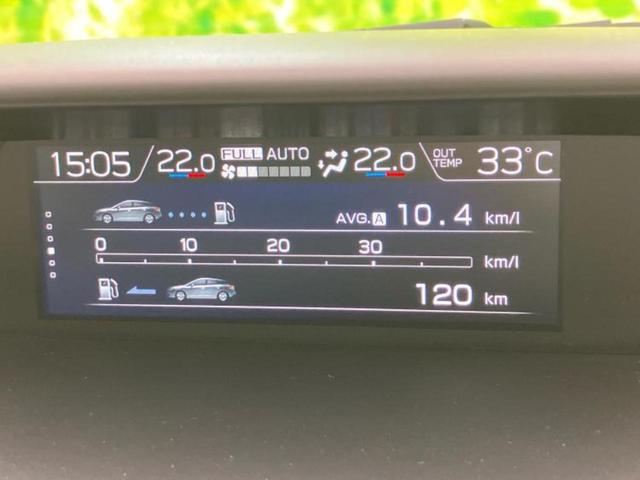 15:05 22.0 FULL AUTO 22.0 OUT TEMP 33°C
AVG. A 10.4 km/l
0 10 20 30
km/l
120 km